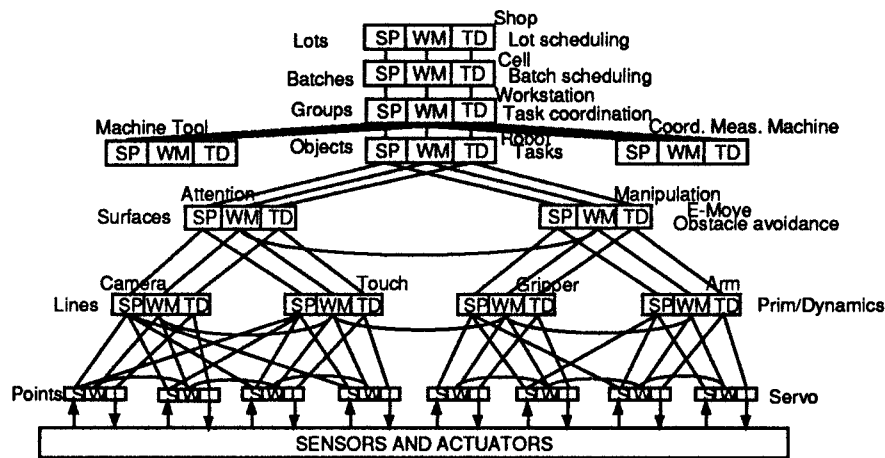 Shop
Lots SP WM TD Lot scheduling
Cell
Batches SP WM TD Batch scheduling
Workstation
Groups SP WM TD Task coordination
Machine Tool Coord. Meas. Machine
Robot
SP WM TD Objects SP WM TD Tasks SP WM TD
Attention Manipulation
Surfaces SP WM TD SP WM TD E-Move
Obstacle avoidance
Camera Touch Gripper Arm
Lines SP WM TD SP WM TD SP WM TD SP WM TD Prim/Dynamics
Points Servo
SENSORS AND ACTUATORS